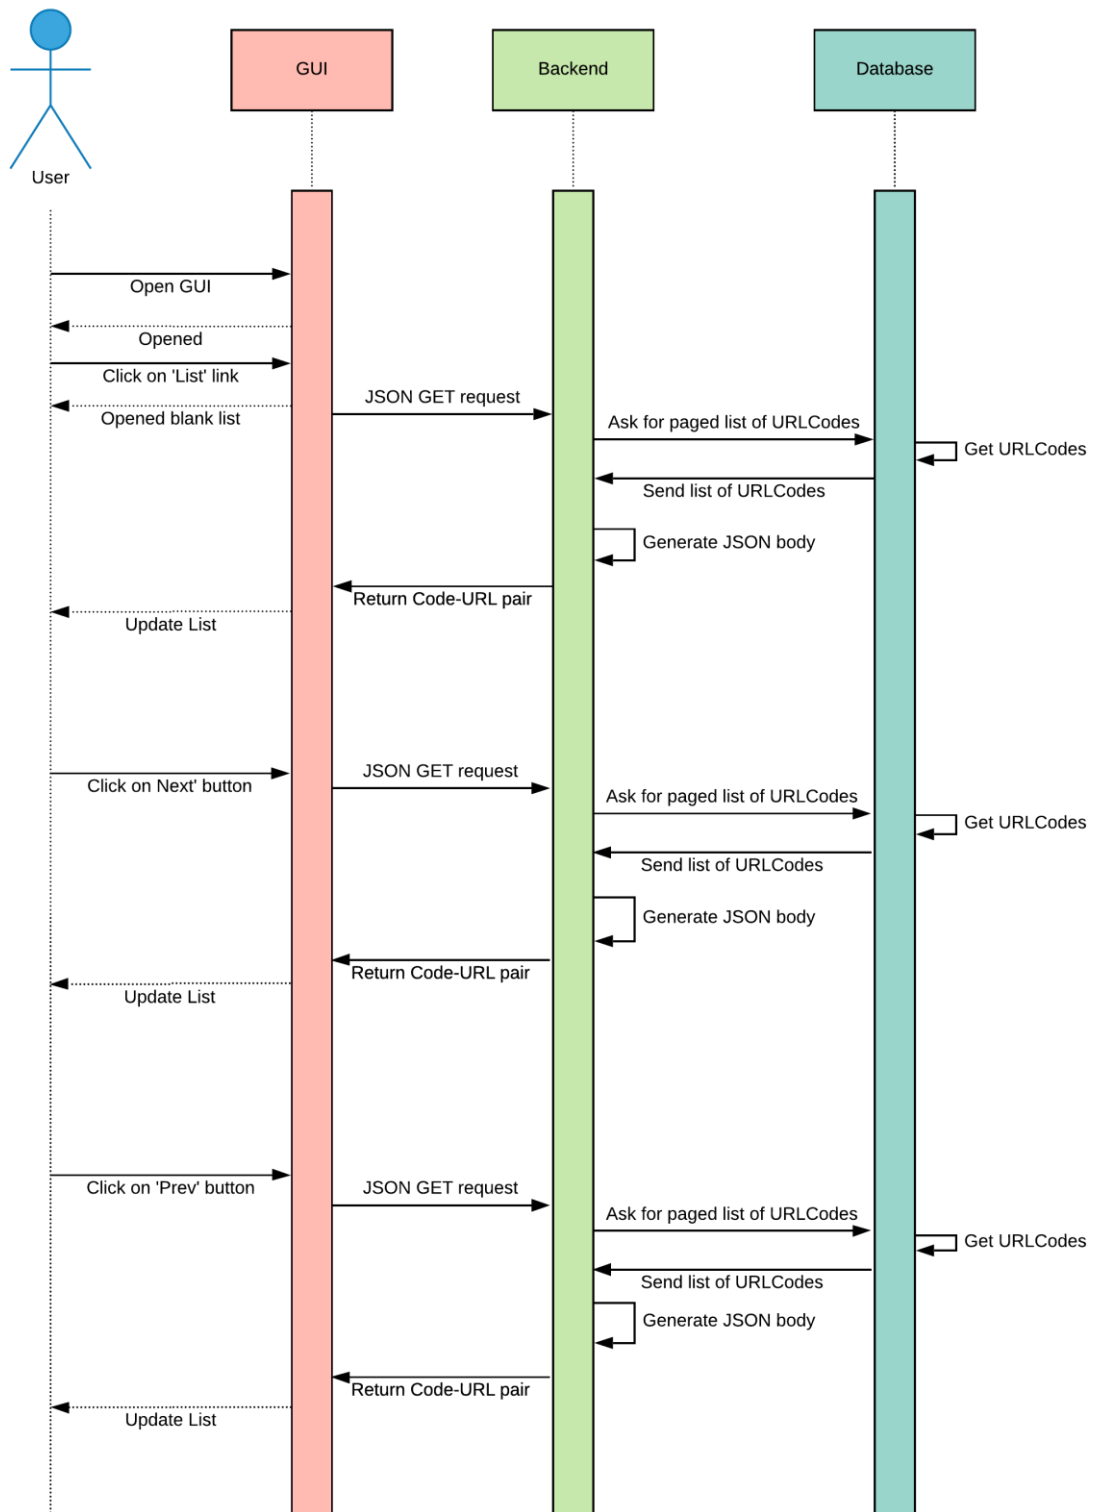 GUI
Backend
Database
User
Open GUI
Opened
Click on 'List' link
JSON GET request
Opened blank list
Ask for paged list of URLCodes
Get URLCodes
Send list of URLCodes
Generate JSON body
Return Code-URL pair
Update List
JSON GET request
Click on Next' button
Ask for paged list of URLCodes
Get URLCodes
Send list of URLCodes
Generate JSON body
Return Code-URL pair
Update List
Click on 'Prev' button
JSON GET request
Ask for paged list of URLCodes
Get URLCodes
Send list of URLCodes
Generate JSON body
Return Code-URL pair
Update List